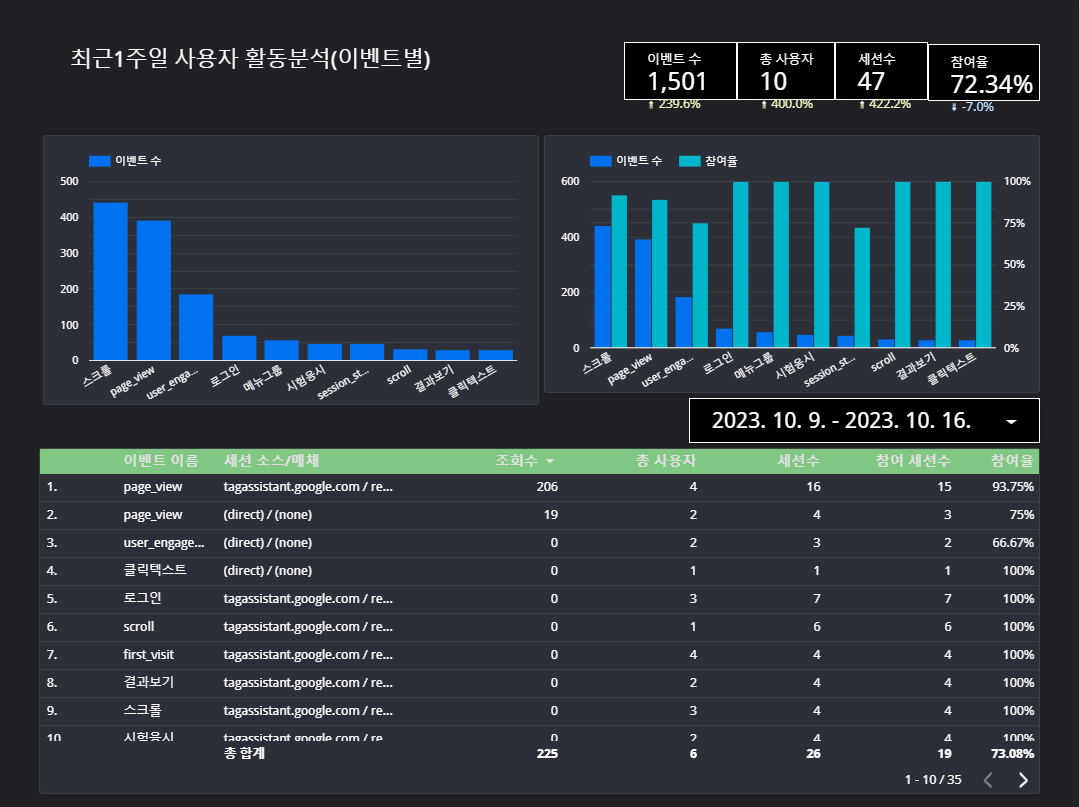 최근1주일 사용자 활동분석(이벤트별)
이벤트 수 총 사용자 세션수 참여율
1,501 10 47 72.34%
239.6% 400.0% 422.2% -7.0%
이벤트 수
500
400
300
200
100
0
스크롤 page_view user_enga... 로그인 메뉴그룹 시험응시 session_st... scroll 결과보기 클릭텍스트
이벤트 수 참여율
600 100%
75%
400
50%
200
25%
0 0%
스크롤 page_view user_enga... 로그인 메뉴그룹 시험응시 session_st... scroll 결과보기 클릭텍스트
2023. 10. 9. - 2023. 10. 16.
이벤트 이름 세션 소스/매체 조회수 총 사용자 세션수 참여 세션수 참여율
1. page_view tagassistant.google.com / re... 206 4 16 15 93.75%
2. page_view (direct) / (none) 19 2 4 3 75%
3. user_engage... (direct) / (none) 0 2 3 2 66.67%
4. 클릭텍스트 (direct) / (none) 0 1 1 1 100%
5. 로그인 tagassistant.google.com / re... 0 3 7 7 100%
6. scroll tagassistant.google.com / re... 0 1 6 6 100%
7. first_visit tagassistant.google.com / re... 0 4 4 4 100%
8. 결과보기 tagassistant.google.com / re... 0 2 4 4 100%
9. 스크롤 tagassistant.google.com / re... 0 3 4 4 100%
10. 시험응시 tagassistant.google.com / re... 0 2 4 4 100%
총 합계 225 6 26 19 73.08%
1 - 10 / 35